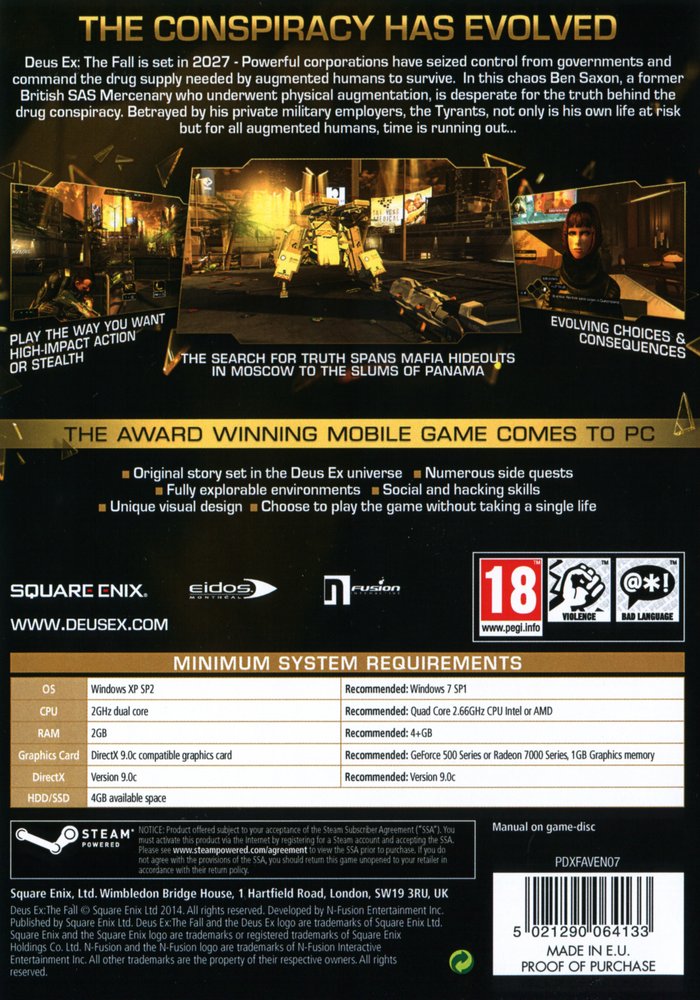 THE CONSPIRACY HAS EVOLVED
Deus Ex: The Fall is set in 2027 - Powerful corporations have seized control from governments and
command the drug supply needed by augmented humans to survive. In this chaos Ben Saxon, a former
British SAS Mercenary who underwent physical augmentation, is desperate for the truth behind the
drug conspiracy. Betrayed by his private military employers, the Tyrants, not only is his own life at risk
but for all augmented humans, time is running out...
PLAY THE WAY YOU WANT
HIGH-IMPACT ACTION
OR STEALTH
THE SEARCH FOR TRUTH SPANS MAFIA HIDEOUTS
IN MOSCOW TO THE SLUMS OF PANAMA
EVOLVING CHOICES &
CONSEQUENCES
THE AWARD WINNING MOBILE GAME COMES TO PC
■ Original story set in the Deus Ex universe ■ Numerous side quests
■ Fully explorable environments ■ Social and hacking skills
■ Unique visual design ■ Choose to play the game without taking a single life
SQUARE ENIX®
eidos MONTRÉAL
n FUSION INTERACTIVE
WWW.DEUSEX.COM
18 www.pegi.info
VIOLENCE
@*! BAD LANGUAGE
MINIMUM SYSTEM REQUIREMENTS
OS Windows XP SP2 Recommended: Windows 7 SP1
CPU 2GHz dual core Recommended: Quad Core 2.66GHz CPU Intel or AMD
RAM 2GB Recommended: 4+GB
Graphics Card DirectX 9.0c compatible graphics card Recommended: GeForce 500 Series or Radeon 7000 Series, 1GB Graphics memory
DirectX Version 9.0c Recommended: Version 9.0c
HDD/SSD 4GB available space
STEAM™ POWERED
NOTICE: Product offered subject to your acceptance of the Steam Subscriber Agreement ("SSA"). You
must activate this product via the Internet by registering for a Steam account and accepting the SSA.
Please see www.steampowered.com/agreement to view the SSA prior to purchase. If you do
not agree with the provisions of the SSA, you should return this game unopened to your retailer in
accordance with their return policy.
Manual on game-disc
PDXFAVEN07
Square Enix, Ltd. Wimbledon Bridge House, 1 Hartfield Road, London, SW19 3RU, UK
Deus Ex:The Fall © Square Enix Ltd 2014. All rights reserved. Developed by N-Fusion Entertainment Inc.
Published by Square Enix Ltd. Deus Ex:The Fall and the Deus Ex logo are trademarks of Square Enix Ltd.
Square Enix and the Square Enix logo are trademarks or registered trademarks of Square Enix
Holdings Co. Ltd. N-Fusion and the N-Fusion logo are trademarks of N-Fusion Interactive
Entertainment Inc. All other trademarks are the property of their respective owners. All rights
reserved.
5 021290 064133
MADE IN E.U.
PROOF OF PURCHASE